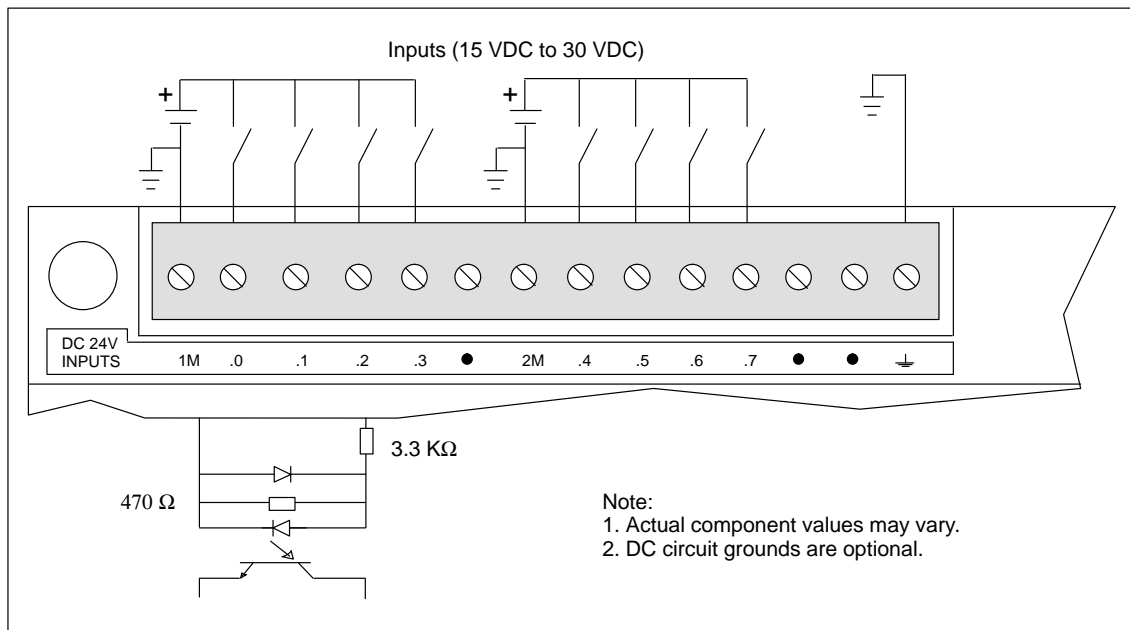 Inputs (15 VDC to 30 VDC)
+
+
DC 24V
INPUTS
1M .0 .1 .2 .3 ● 2M .4 .5 .6 .7 ● ●
3.3 KΩ
470 Ω
Note:
1. Actual component values may vary.
2. DC circuit grounds are optional.